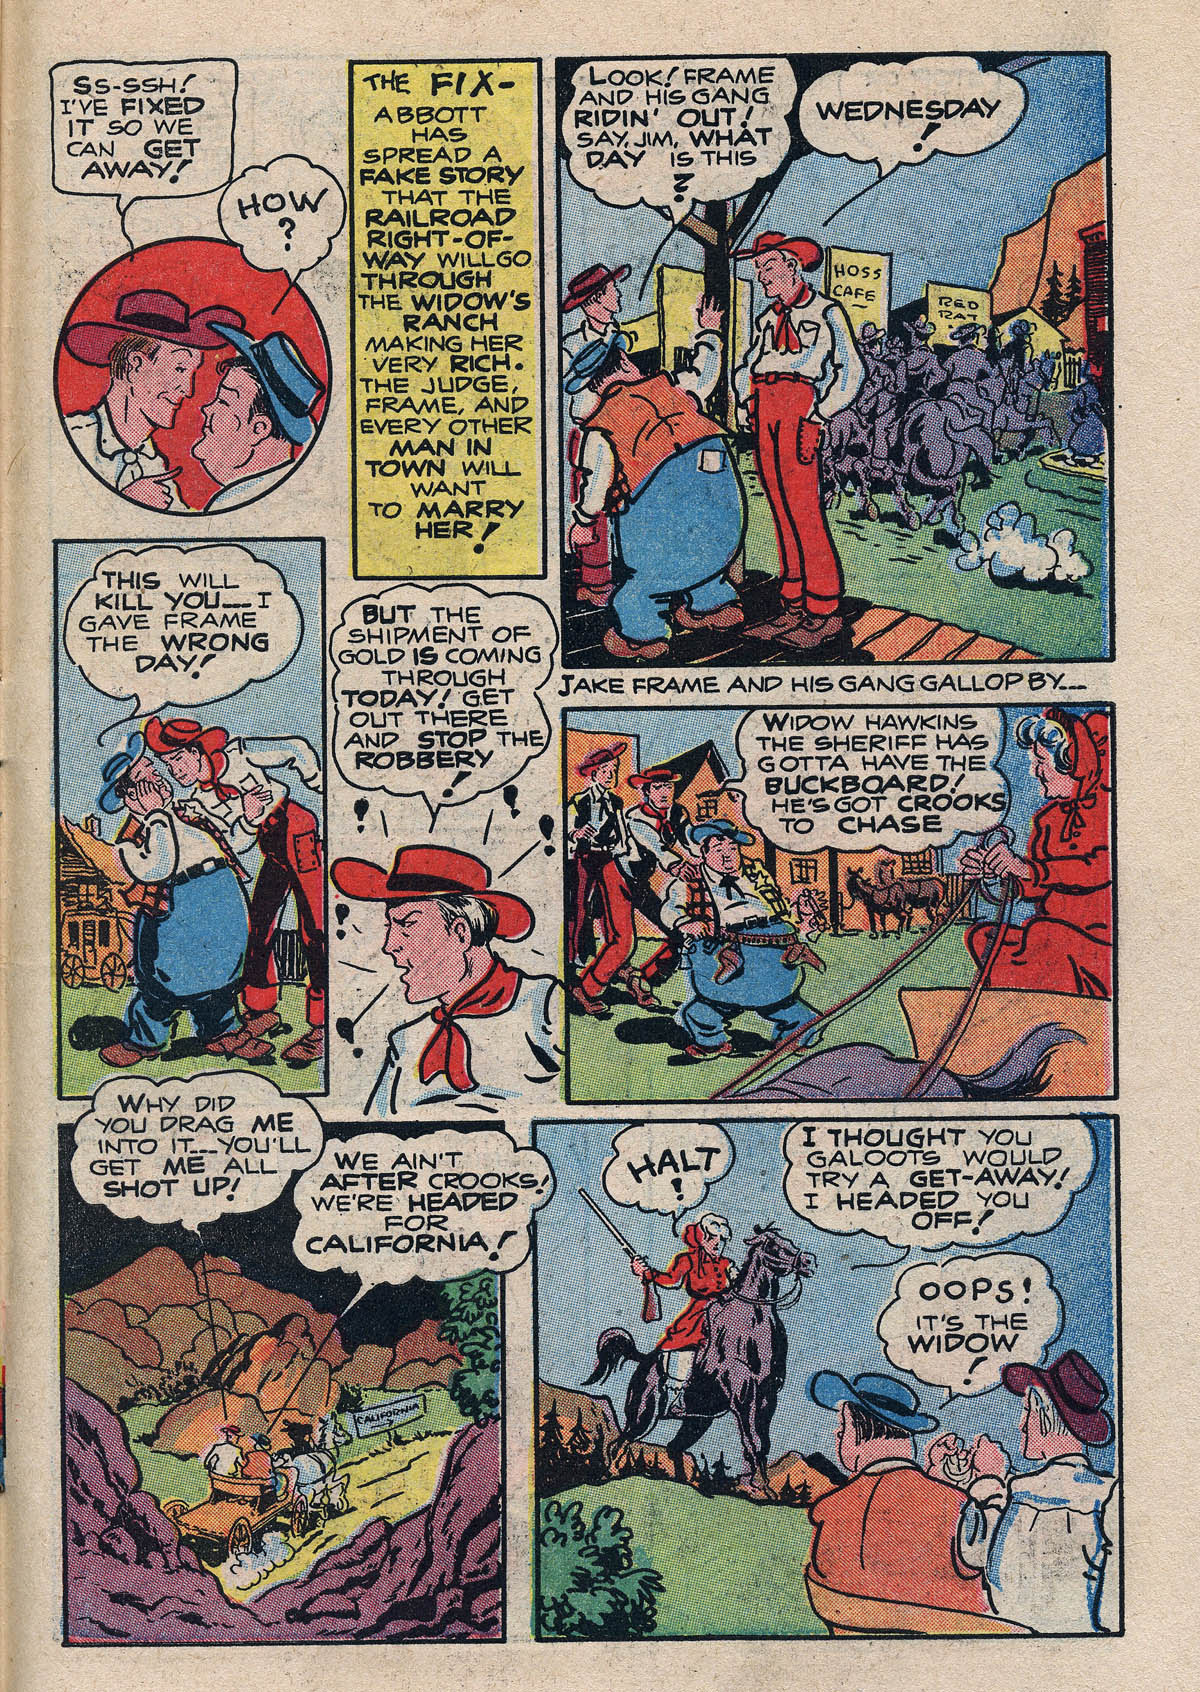 SS-SSH!
I'VE FIXED
IT SO WE
CAN GET
AWAY!
HOW
?
THE FIX-
ABBOTT
HAS
SPREAD A
FAKE STORY
THAT THE
RAILROAD
RIGHT-OF-
WAY WILL GO
THROUGH
THE WIDOW'S
RANCH
MAKING HER
VERY RICH.
THE JUDGE,
FRAME, AND
EVERY OTHER
MAN IN
TOWN WILL
WANT
TO MARRY
HER!
LOOK! FRAME
AND HIS GANG
RIDIN' OUT!
SAY, JIM, WHAT
DAY IS THIS
?
WEDNESDAY
!
HOSS
CAFE
RED
RAT
THIS WILL
KILL YOU... I
GAVE FRAME
THE WRONG
DAY!
BUT THE
SHIPMENT OF
GOLD IS COMING
THROUGH
TODAY! GET
OUT THERE
AND STOP THE
ROBBERY
!
JAKE FRAME AND HIS GANG GALLOP BY...
WIDOW HAWKINS
THE SHERIFF HAS
GOTTA HAVE THE
BUCKBOARD!
HE'S GOT CROOKS
TO CHASE
WHY DID
YOU DRAG ME
INTO IT... YOU'LL
GET ME ALL
SHOT UP!
WE AIN'T
AFTER CROOKS!
WE'RE HEADED
FOR
CALIFORNIA!
CALIFORNIA
HALT
!
I THOUGHT YOU
GALOOTS WOULD
TRY A GET-AWAY!
I HEADED YOU
OFF!
OOPS!
IT'S THE
WIDOW
!